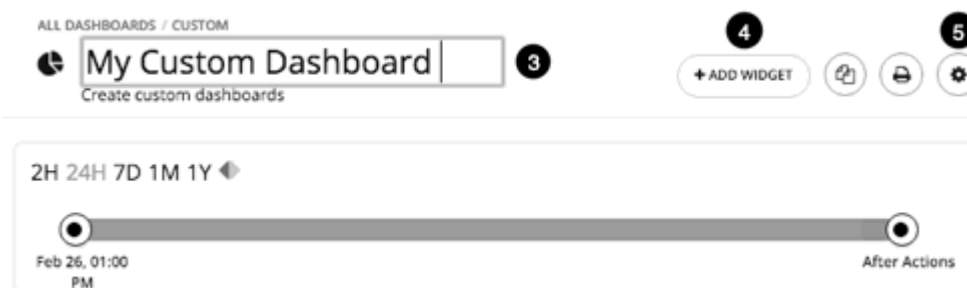 ALL DASHBOARDS / CUSTOM
My Custom Dashboard
3
4
5
+ ADD WIDGET
Create custom dashboards
2H 24H 7D 1M 1Y
Feb 26, 01:00
PM
After Actions